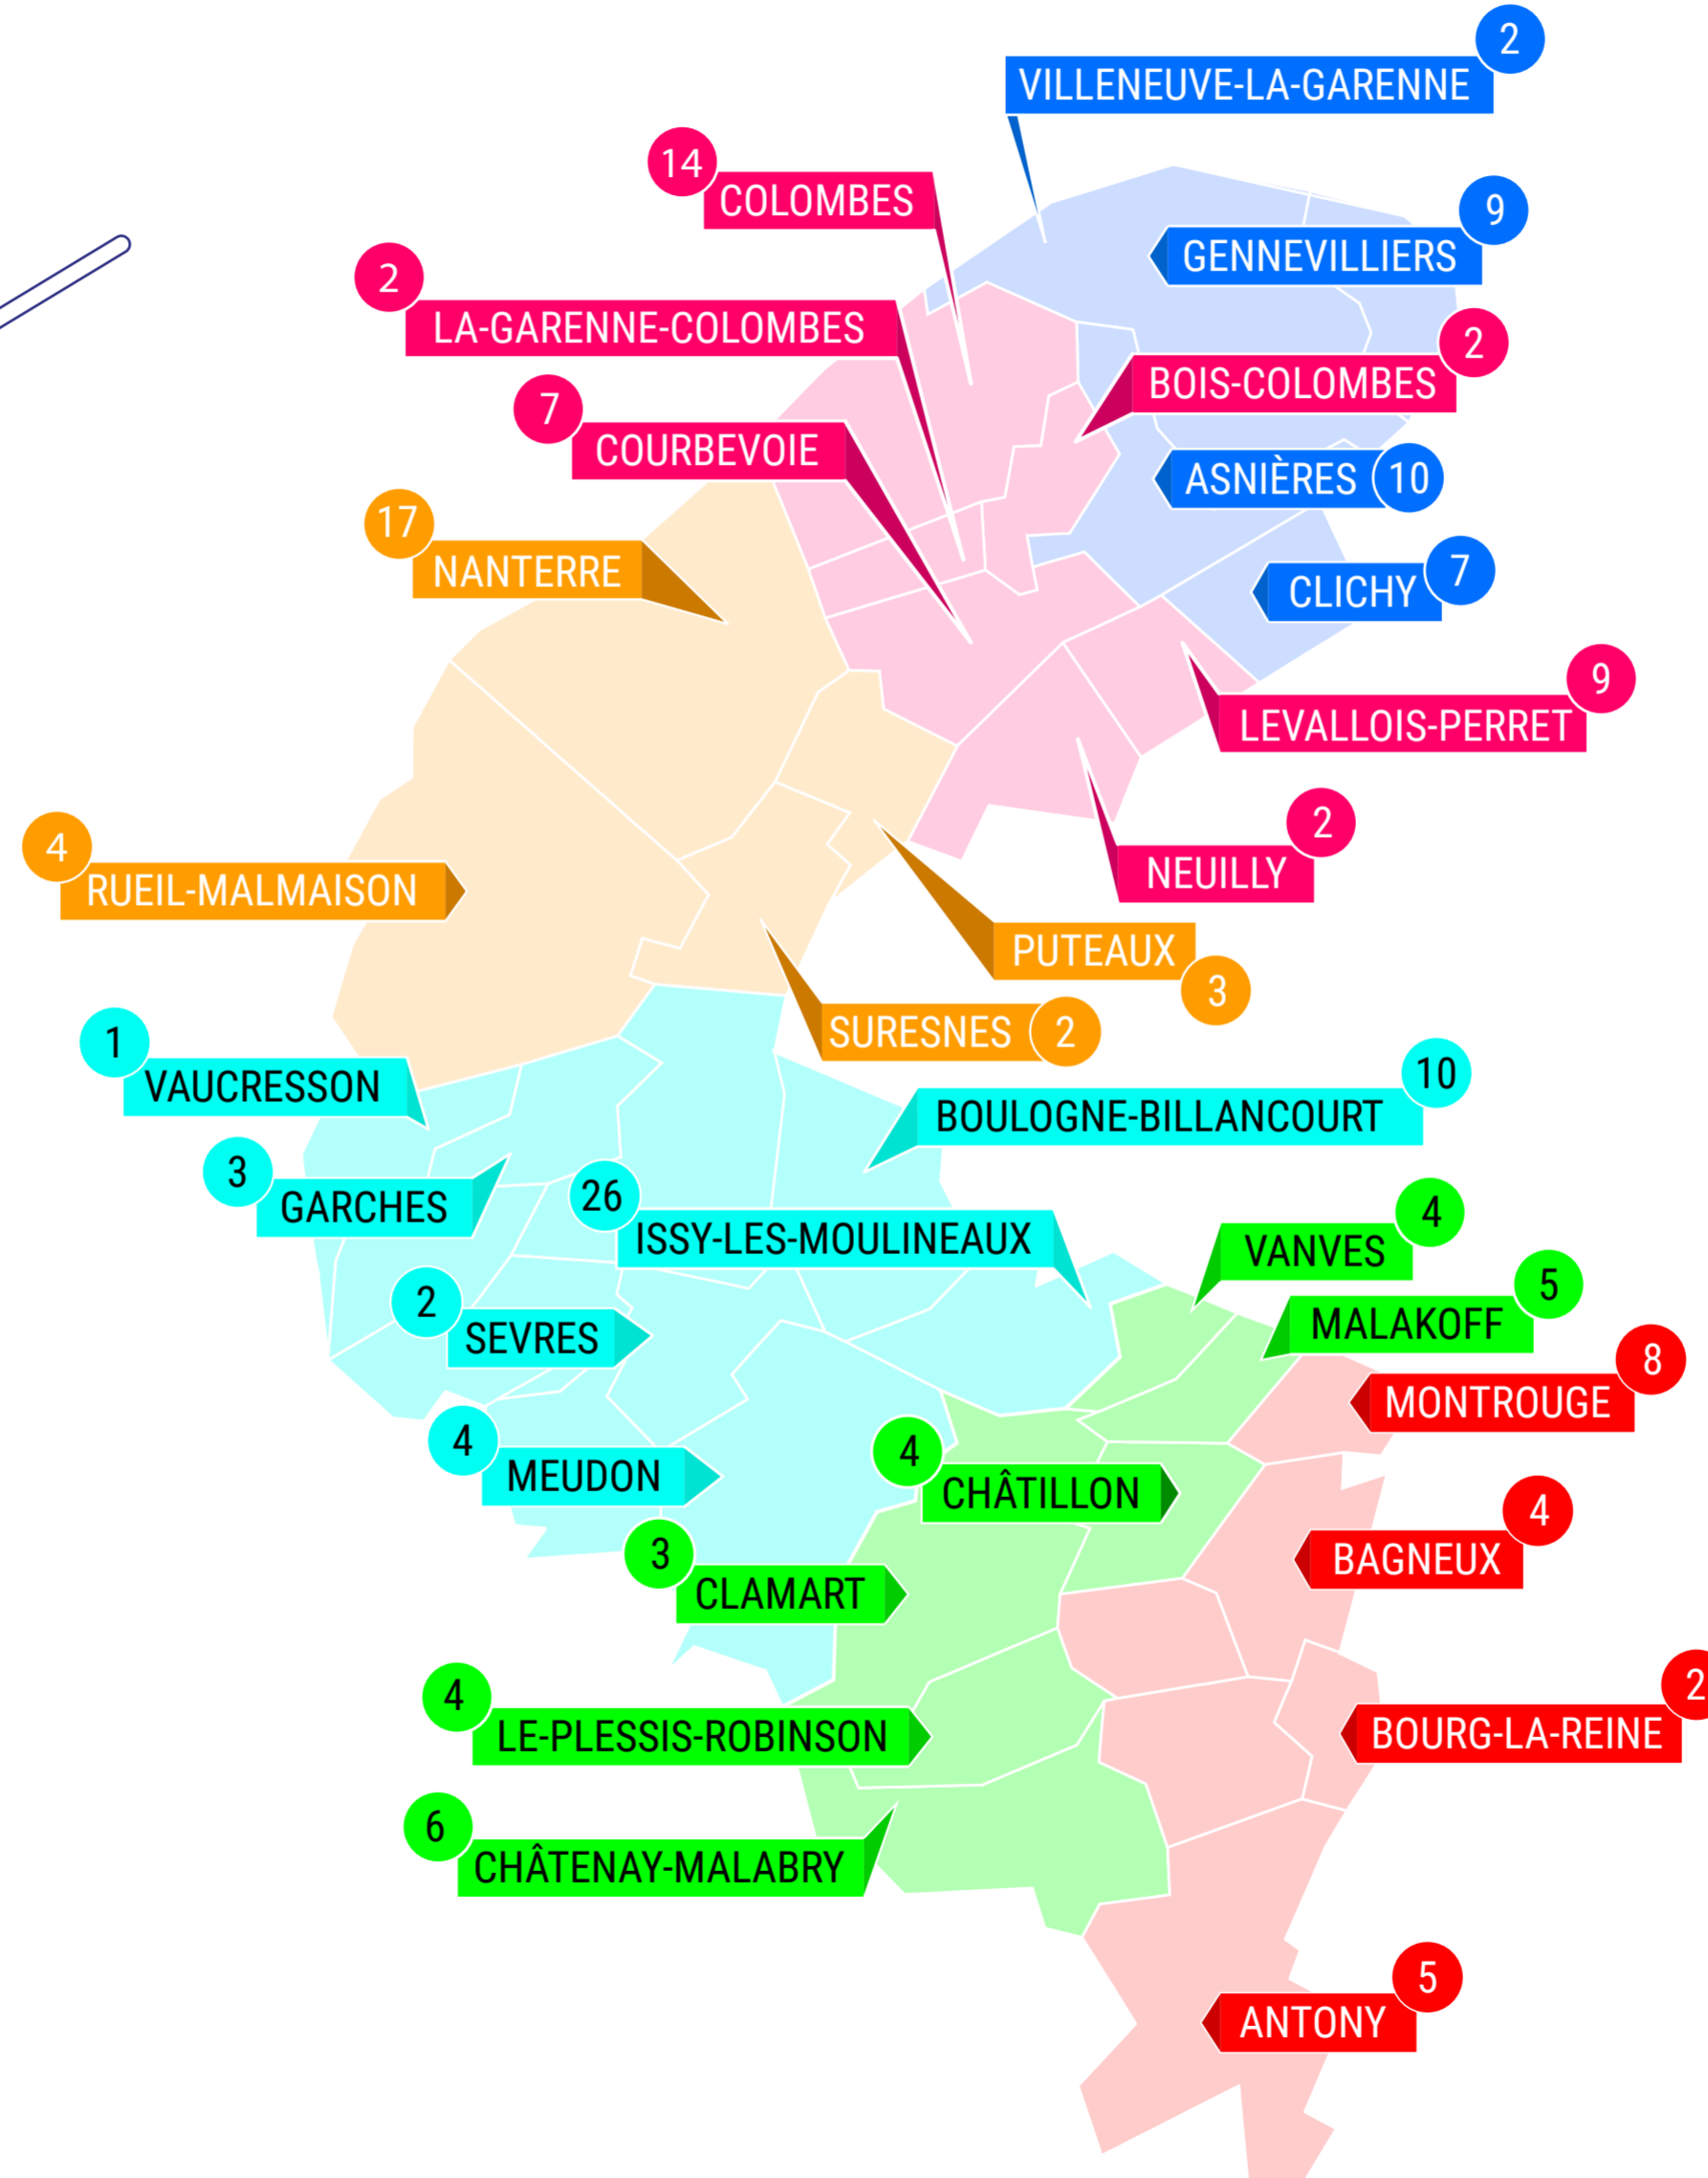 2
VILLENEUVE-LA-GARENNE
14
COLOMBES
9
GENNEVILLIERS
2
LA-GARENNE-COLOMBES
2
BOIS-COLOMBES
7
COURBEVOIE
ASNIÈRES 10
17
NANTERRE
7
CLICHY
9
LEVALLOIS-PERRET
4
RUEIL-MALMAISON
2
NEUILLY
PUTEAUX
3
SURESNES 2
1
VAUCRESSON
10
BOULOGNE-BILLANCOURT
3
GARCHES
26
ISSY-LES-MOULINEAUX
4
VANVES
5
MALAKOFF
2
SEVRES
8
MONTROUGE
4
MEUDON
4
CHÂTILLON
4
BAGNEUX
3
CLAMART
4
LE-PLESSIS-ROBINSON
2
BOURG-LA-REINE
6
CHÂTENAY-MALABRY
5
ANTONY